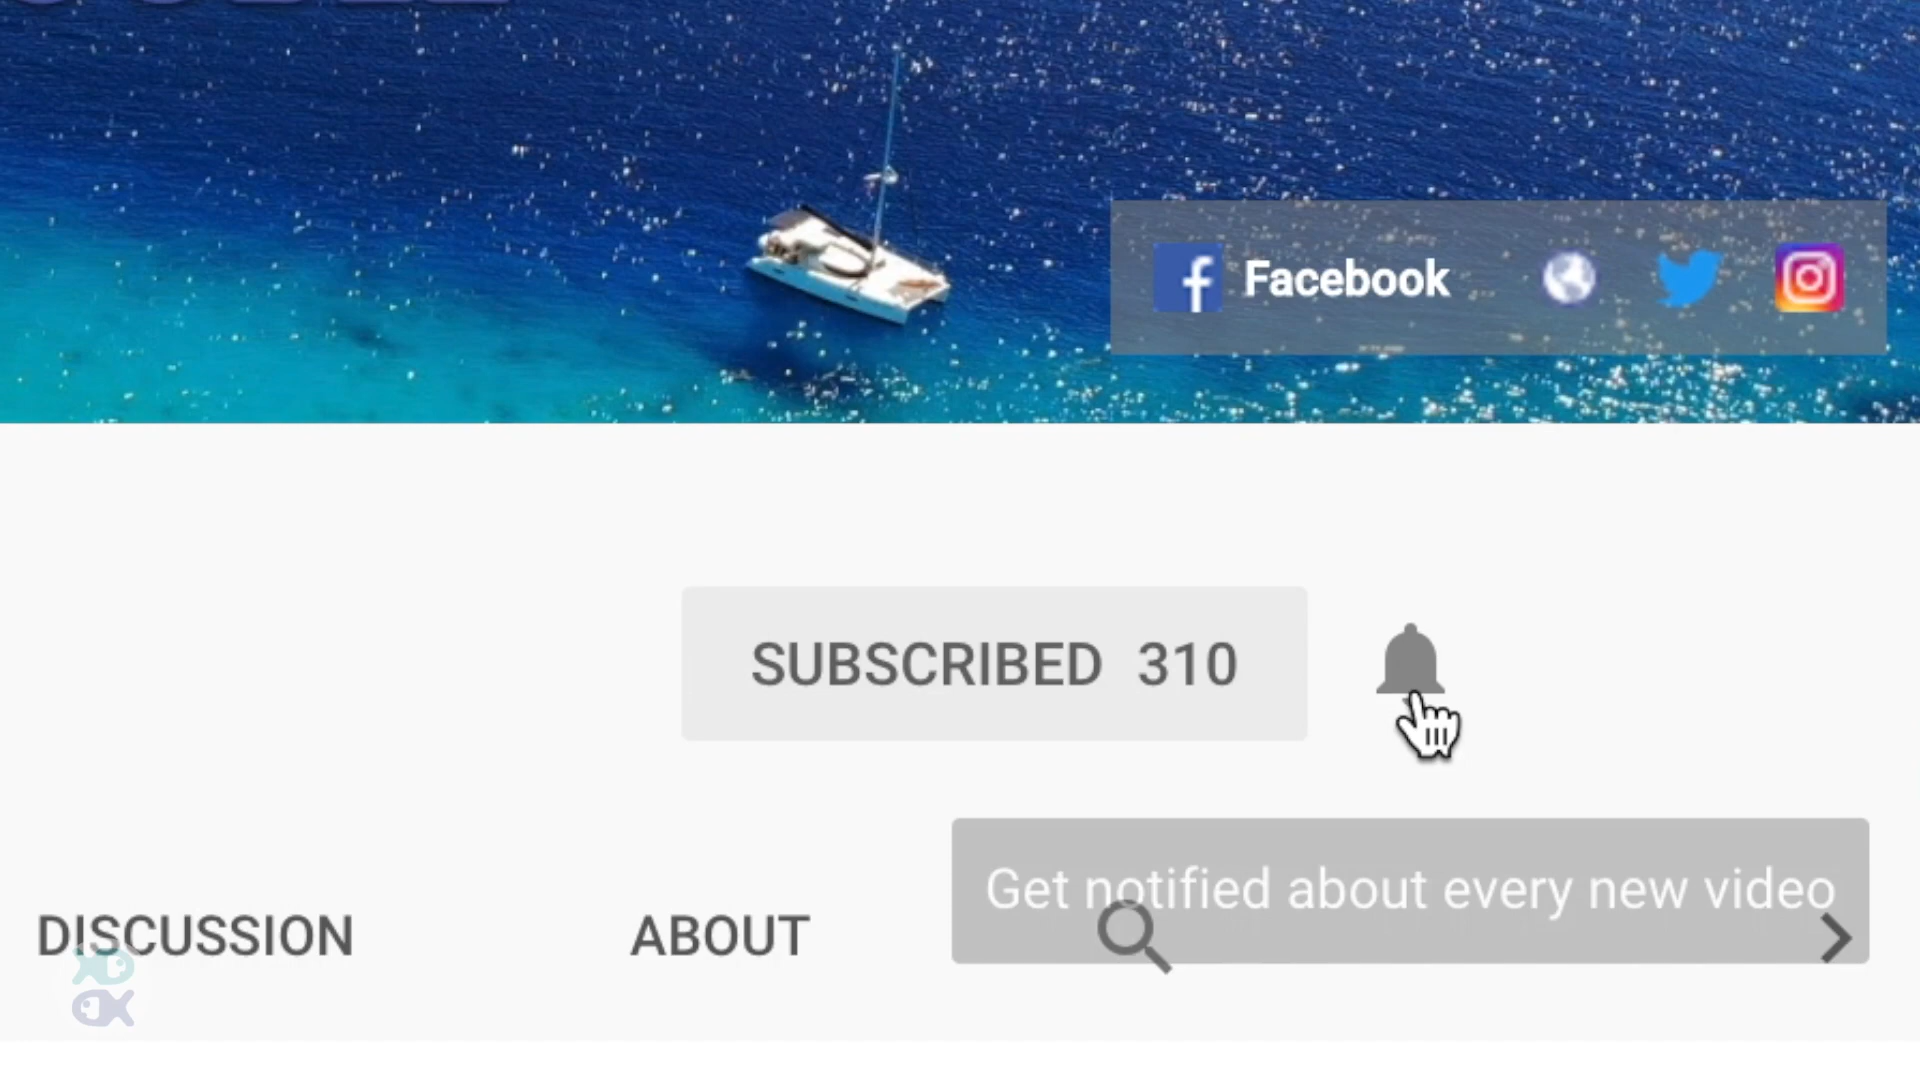 Facebook
SUBSCRIBED 310
Get notified about every new video
DISCUSSION ABOUT